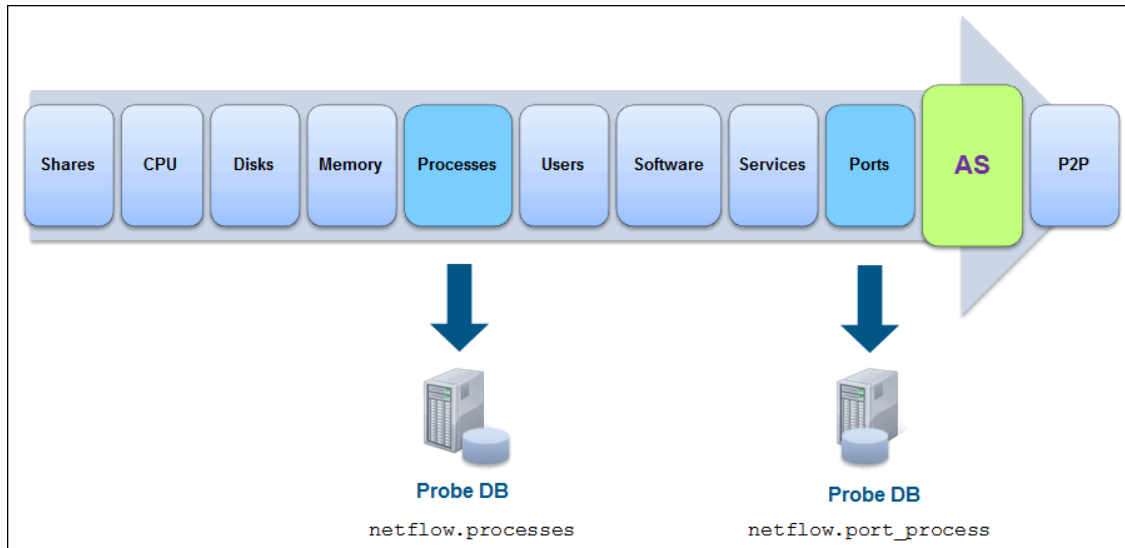 Shares
CPU
Disks
Memory
Processes
Users
Software
Services
Ports
AS
P2P
Probe DB
netflow.processes
Probe DB
netflow.port_process